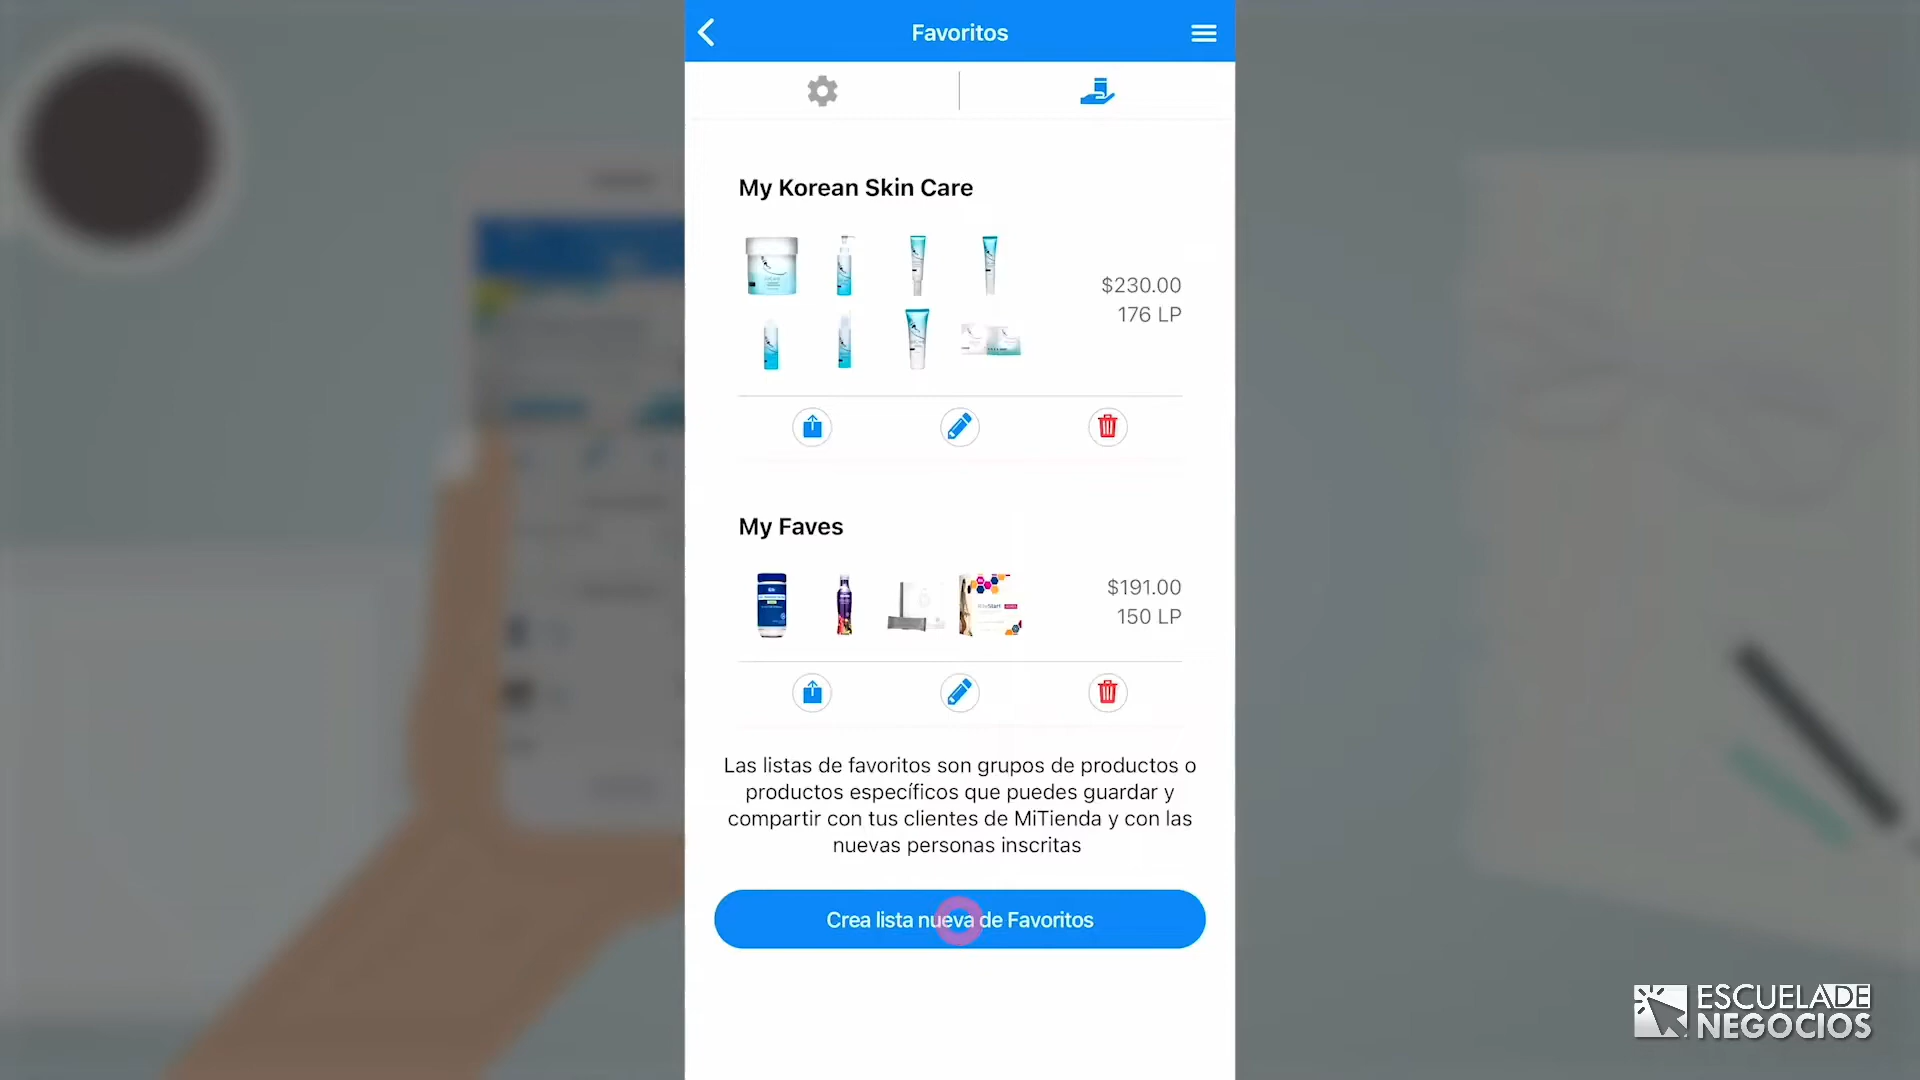 Favoritos
My Korean Skin Care
$230.00
176 LP
My Faves
$191.00
150 LP
Las listas de favoritos son grupos de productos o
productos específicos que puedes guardar y
compartir con tus clientes de MiTienda y con las
nuevas personas inscritas
Crea lista nueva de Favoritos
ESCUELADE
NEGOCIOS